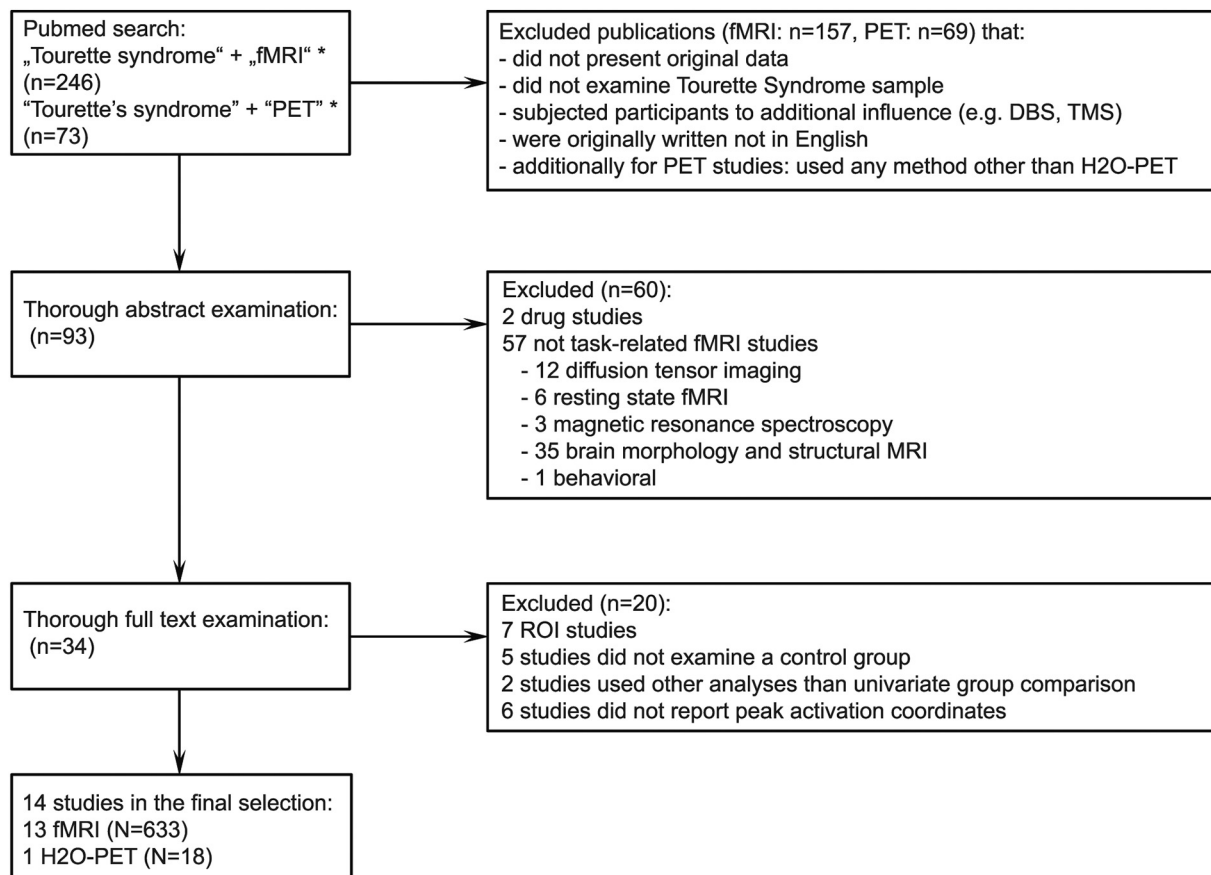 Pubmed search:
„Tourette syndrome“ + „fMRI“ *
(n=246)
“Tourette’s syndrome” + “PET” *
(n=73)
Excluded publications (fMRI: n=157, PET: n=69) that:
- did not present original data
- did not examine Tourette Syndrome sample
- subjected participants to additional influence (e.g. DBS, TMS)
- were originally written not in English
- additionally for PET studies: used any method other than H2O-PET
Thorough abstract examination:
(n=93)
Excluded (n=60):
2 drug studies
57 not task-related fMRI studies
- 12 diffusion tensor imaging
- 6 resting state fMRI
- 3 magnetic resonance spectroscopy
- 35 brain morphology and structural MRI
- 1 behavioral
Thorough full text examination:
(n=34)
Excluded (n=20):
7 ROI studies
5 studies did not examine a control group
2 studies used other analyses than univariate group comparison
6 studies did not report peak activation coordinates
14 studies in the final selection:
13 fMRI (N=633)
1 H2O-PET (N=18)